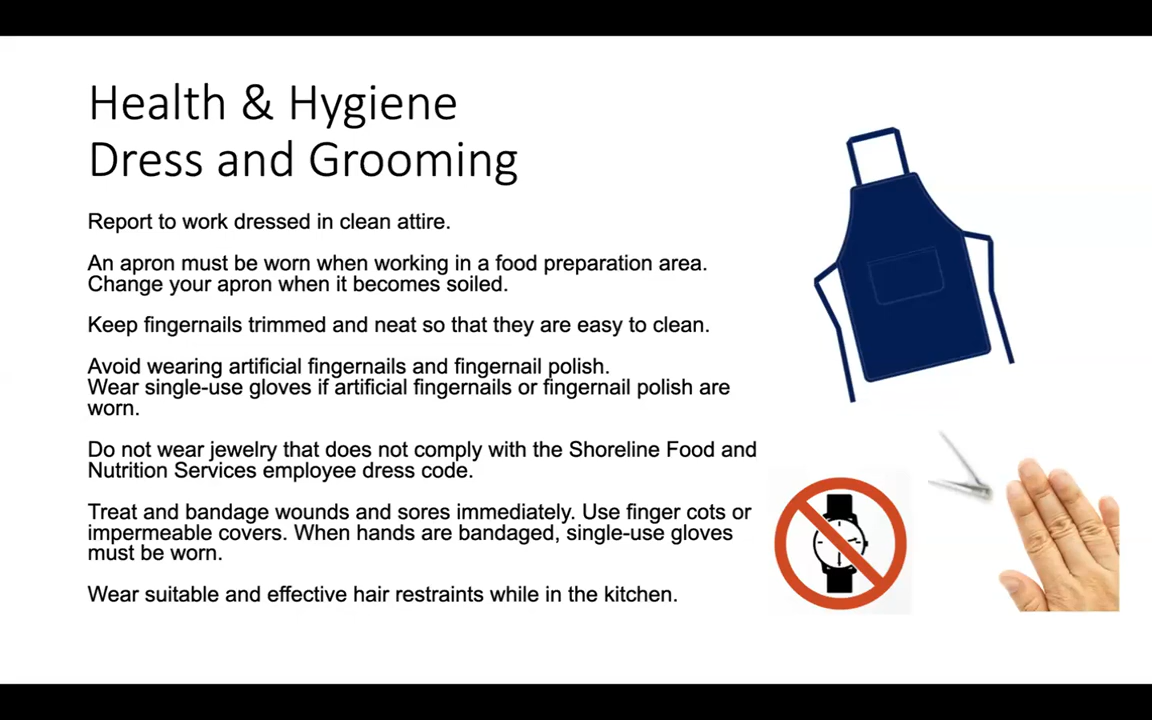 Health & Hygiene
Dress and Grooming
Report to work dressed in clean attire.
An apron must be worn when working in a food preparation area.
Change your apron when it becomes soiled.
Keep fingernails trimmed and neat so that they are easy to clean.
Avoid wearing artificial fingernails and fingernail polish.
Wear single-use gloves if artificial fingernails or fingernail polish are
worn.
Do not wear jewelry that does not comply with the Shoreline Food and
Nutrition Services employee dress code.
Treat and bandage wounds and sores immediately. Use finger cots or
impermeable covers. When hands are bandaged, single-use gloves
must be worn.
Wear suitable and effective hair restraints while in the kitchen.